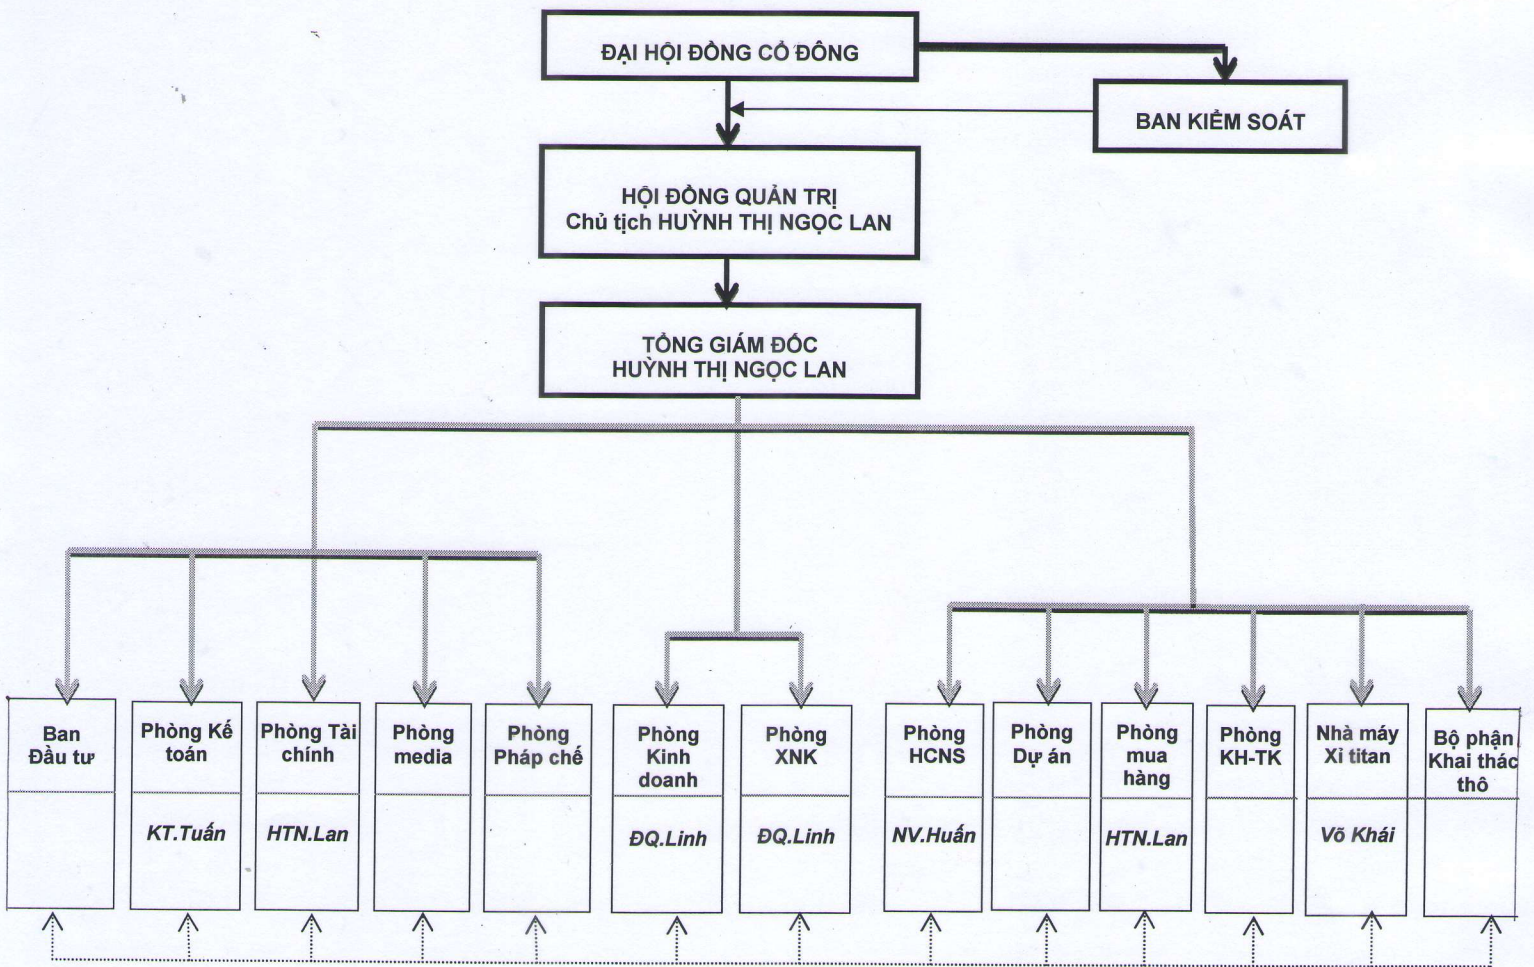 ĐẠI HỘI ĐỒNG CỔ ĐÔNG
BAN KIỂM SOÁT
HỘI ĐỒNG QUẢN TRỊ
Chủ tịch HUỲNH THỊ NGỌC LAN
TỔNG GIÁM ĐỐC
HUỲNH THỊ NGỌC LAN
Ban
Đầu tư
Phòng Kế
toán
KT.Tuấn
Phòng Tài
chính
HTN.Lan
Phòng
media
Phòng
Pháp chế
Phòng
Kinh
doanh
ĐQ.Linh
Phòng
XNK
ĐQ.Linh
Phòng
HCNS
NV.Huấn
Phòng
Dự án
Phòng
mua
hàng
HTN.Lan
Phòng
KH-TK
Nhà máy
Xỉ titan
Võ Khái
Bộ phận
Khai thác
thô